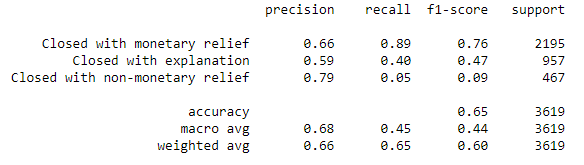 precision recall f1-score support
Closed with monetary relief 0.66 0.89 0.76 2195
Closed with explanation 0.59 0.40 0.47 957
Closed with non-monetary relief 0.79 0.05 0.09 467
accuracy 0.65 3619
macro avg 0.68 0.45 0.44 3619
weighted avg 0.66 0.65 0.60 3619